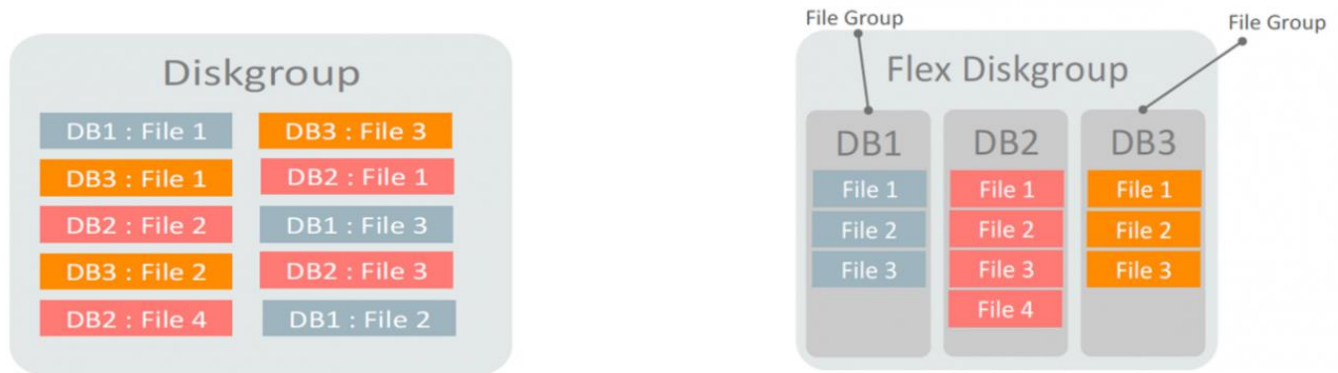 Diskgroup
DB1 : File 1
DB3 : File 3
DB3 : File 1
DB2 : File 1
DB2 : File 2
DB1 : File 3
DB3 : File 2
DB2 : File 3
DB2 : File 4
DB1 : File 2
File Group
File Group
Flex Diskgroup
DB1
File 1
File 2
File 3
DB2
File 1
File 2
File 3
File 4
DB3
File 1
File 2
File 3